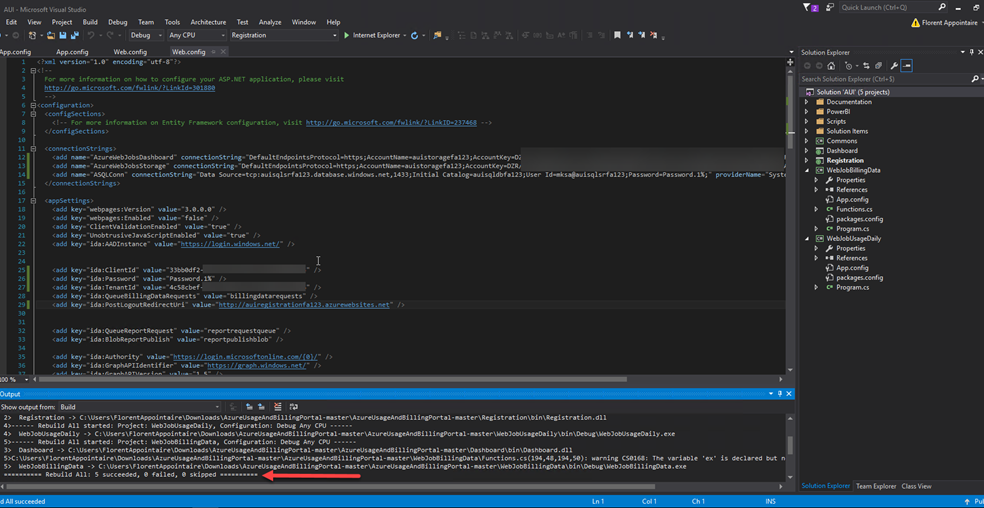 AUI - Microsoft Visual Studio
2
Quick Launch (Ctrl+Q)
Edit View Project Build Debug Team Tools Architecture Test Analyze Window Help
Florent Appointaire
Debug Any CPU Registration Internet Explorer
App.config App.config Web.config Web.config
1 <?xml version="1.0" encoding="utf-8"?>
2 <!--
3 For more information on how to configure your ASP.NET application, please visit
4 http://go.microsoft.com/fwlink/?LinkId=301880
5 -->
6 <configuration>
7 <configSections>
8 <!-- For more information on Entity Framework configuration, visit http://go.microsoft.com/fwlink/?LinkID=237468 -->
9 </configSections>
10
11 <connectionStrings>
12 <add name="AzureWebJobsDashboard" connectionString="DefaultEndpointsProtocol=https;AccountName=auistoragefa123;AccountKey=DZ
13 <add name="AzureWebJobsStorage" connectionString="DefaultEndpointsProtocol=https;AccountName=auistoragefa123;AccountKey=DZR
14 <add name="ASQLConn" connectionString="Data Source=tcp:auisqlsrfa123.database.windows.net,1433;Initial Catalog=auisqldbfa123;User Id=mksa@auisqlsrfa123;Password=Password.1%;" providerName="Syste
15 </connectionStrings>
16
17 <appSettings>
18 <add key="webpages:Version" value="3.0.0.0" />
19 <add key="webpages:Enabled" value="false" />
20 <add key="ClientValidationEnabled" value="true" />
21 <add key="UnobtrusiveJavaScriptEnabled" value="true" />
22 <add key="ida:AADInstance" value="https://login.windows.net/" />
23
24
25 <add key="ida:ClientId" value="33bb0df2- " />
26 <add key="ida:Password" value="Password.1%" />
27 <add key="ida:TenantId" value="4c58cbef- " />
28 <add key="ida:QueueBillingDataRequests" value="billingdatarequests" />
29 <add key="ida:PostLogoutRedirectUri" value="http://auiregistrationfa123.azurewebsites.net" />
30
31
32 <add key="ida:QueueReportRequest" value="reportrequestqueue" />
33 <add key="ida:BlobReportPublish" value="reportpublishblob" />
34
35 <add key="ida:Authority" value="https://login.microsoftonline.com/{0}/" />
36 <add key="ida:GraphAPIIdentifier" value="https://graph.windows.net/" />
37 <add key="ida:GraphAPIVersion" value="1.5" />
100 %
Solution Explorer
Search Solution Explorer
Solution 'AUI' (5 projects)
Documentation
PowerBI
Scripts
Solution Items
Commons
Dashboard
Registration
WebJobBillingData
Properties
References
App.config
Functions.cs
packages.config
Program.cs
WebJobUsageDaily
Properties
References
App.config
packages.config
Program.cs
Output
Show output from: Build
2> Registration -> C:\Users\FlorentAppointaire\Downloads\AzureUsageAndBillingPortal-master\AzureUsageAndBillingPortal-master\Registration\bin\Registration.dll
4>------ Rebuild All started: Project: WebJobUsageDaily, Configuration: Debug Any CPU ------
4> WebJobUsageDaily -> C:\Users\FlorentAppointaire\Downloads\AzureUsageAndBillingPortal-master\AzureUsageAndBillingPortal-master\WebJobUsageDaily\bin\Debug\WebJobUsageDaily.exe
5>------ Rebuild All started: Project: WebJobBillingData, Configuration: Debug Any CPU ------
3> Dashboard -> C:\Users\FlorentAppointaire\Downloads\AzureUsageAndBillingPortal-master\AzureUsageAndBillingPortal-master\Dashboard\bin\Dashboard.dll
5>C:\Users\FlorentAppointaire\Downloads\AzureUsageAndBillingPortal-master\AzureUsageAndBillingPortal-master\WebJobBillingData\Functions.cs(194,48,194,50): warning CS0168: The variable 'ex' is declared but n
5> WebJobBillingData -> C:\Users\FlorentAppointaire\Downloads\AzureUsageAndBillingPortal-master\AzureUsageAndBillingPortal-master\WebJobBillingData\bin\Debug\WebJobBillingData.exe
========== Rebuild All: 5 succeeded, 0 failed, 0 skipped ==========
Solution Explorer Team Explorer Class View
d All succeeded Ln 1 Col 1 Ch 1 INS Pu